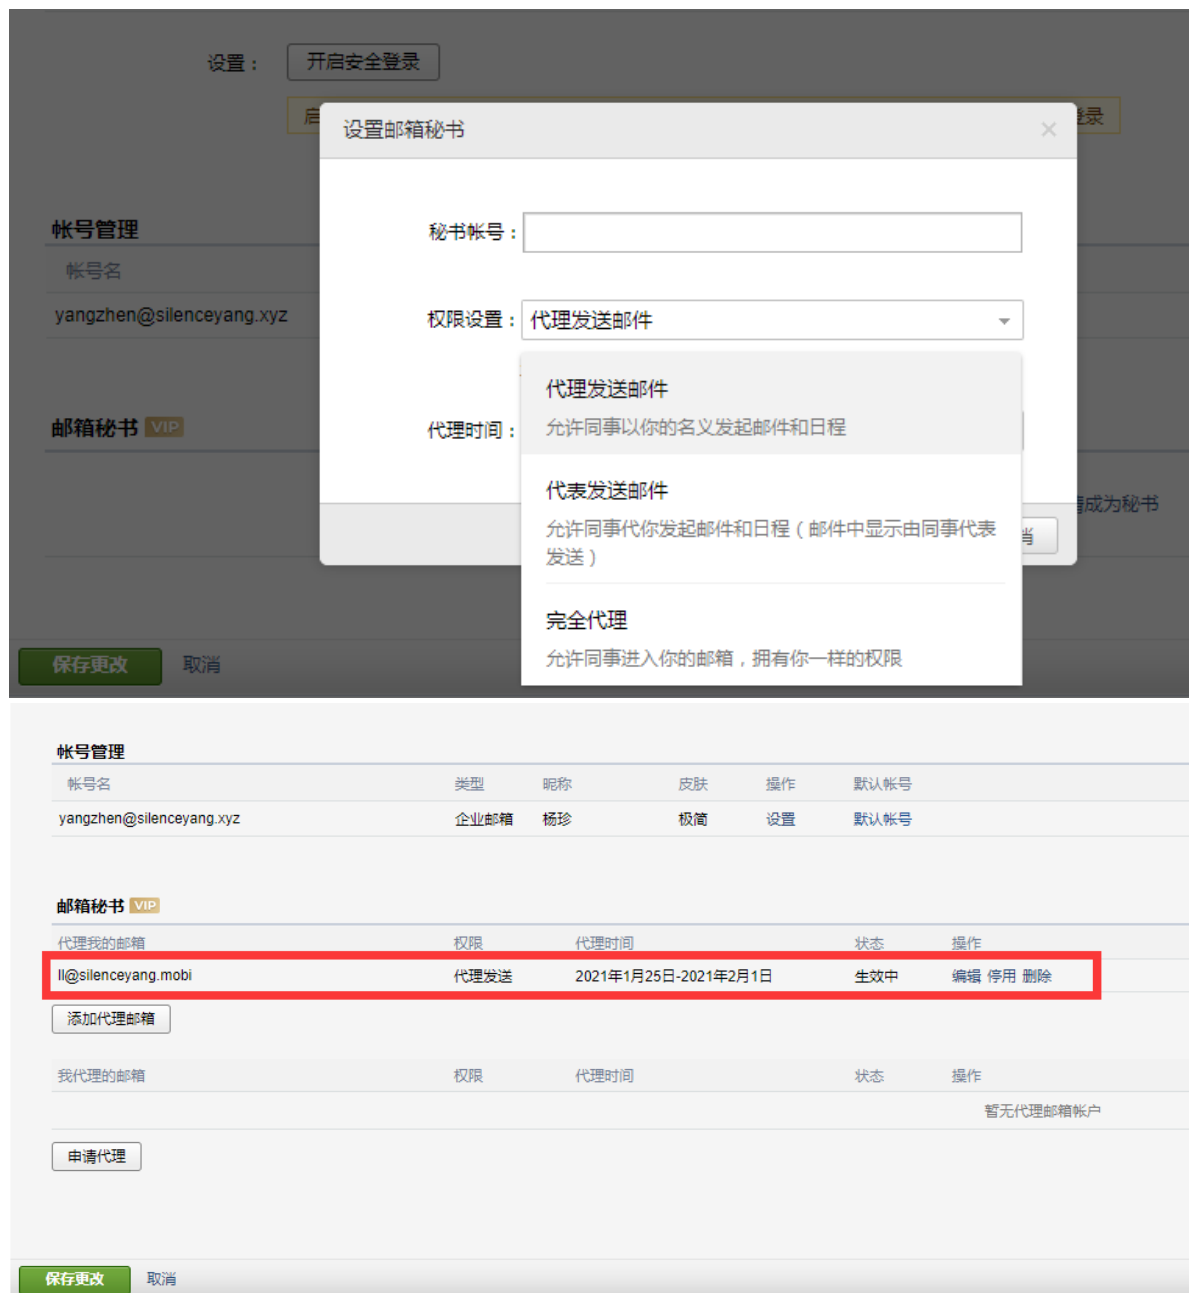 设置： 开启安全登录
启 登录
设置邮箱秘书 ×
帐号管理
秘书帐号：
帐号名
yangzhen@silenceyang.xyz
权限设置： 代理发送邮件
代理发送邮件
允许同事以你的名义发起邮件和日程
邮箱秘书 VIP
代理时间：
代表发送邮件
请成为秘书
允许同事代你发起邮件和日程（邮件中显示由同事代表
发送）
消
完全代理
允许同事进入你的邮箱，拥有你一样的权限
保存更改 取消
帐号管理
帐号名 类型 昵称 皮肤 操作 默认帐号
yangzhen@silenceyang.xyz 企业邮箱 杨珍 极简 设置 默认帐号
邮箱秘书 VIP
代理我的邮箱 权限 代理时间 状态 操作
ll@silenceyang.mobi 代理发送 2021年1月25日-2021年2月1日 生效中 编辑 停用 删除
添加代理邮箱
我代理的邮箱 权限 代理时间 状态 操作
暂无代理邮箱帐户
申请代理
保存更改 取消